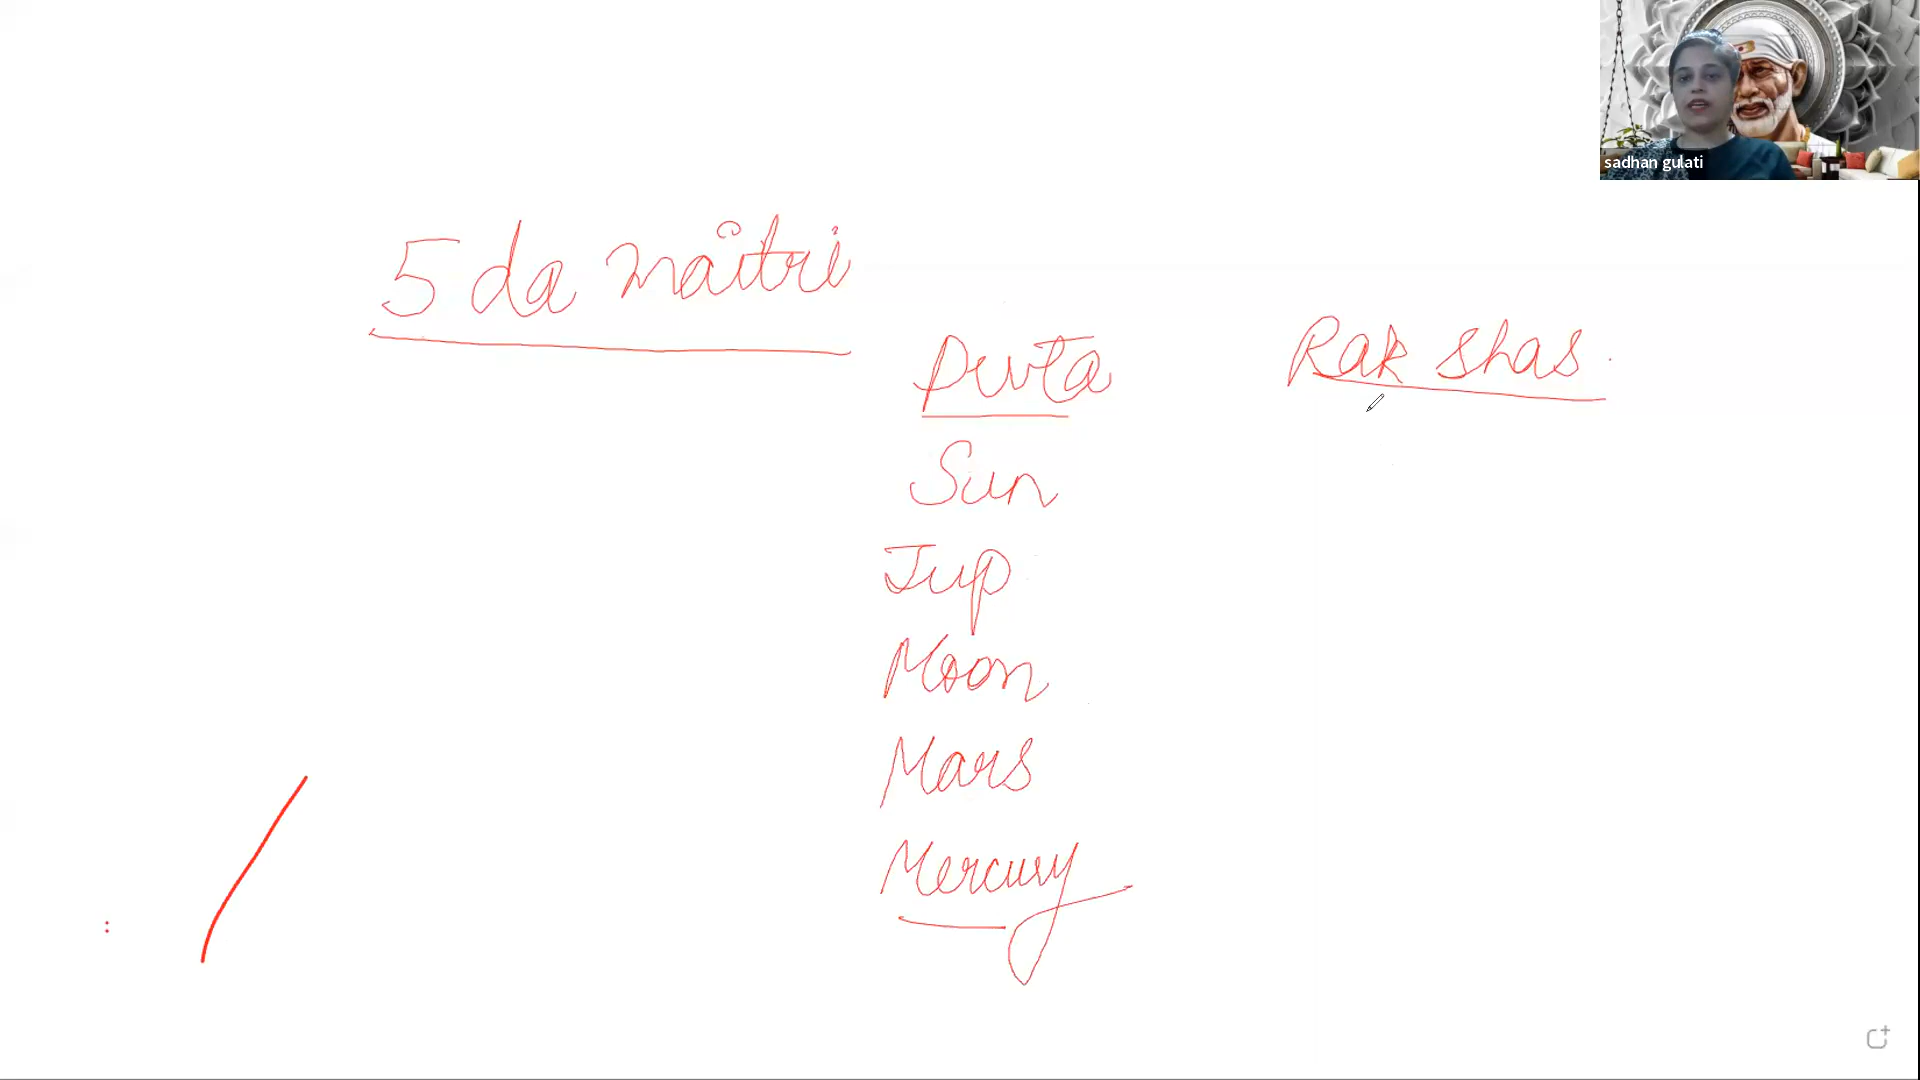 sadhan gulati
5 da maitri
Devta
Rakshas.
Sun
Jup
Moon
Mars
Mercury